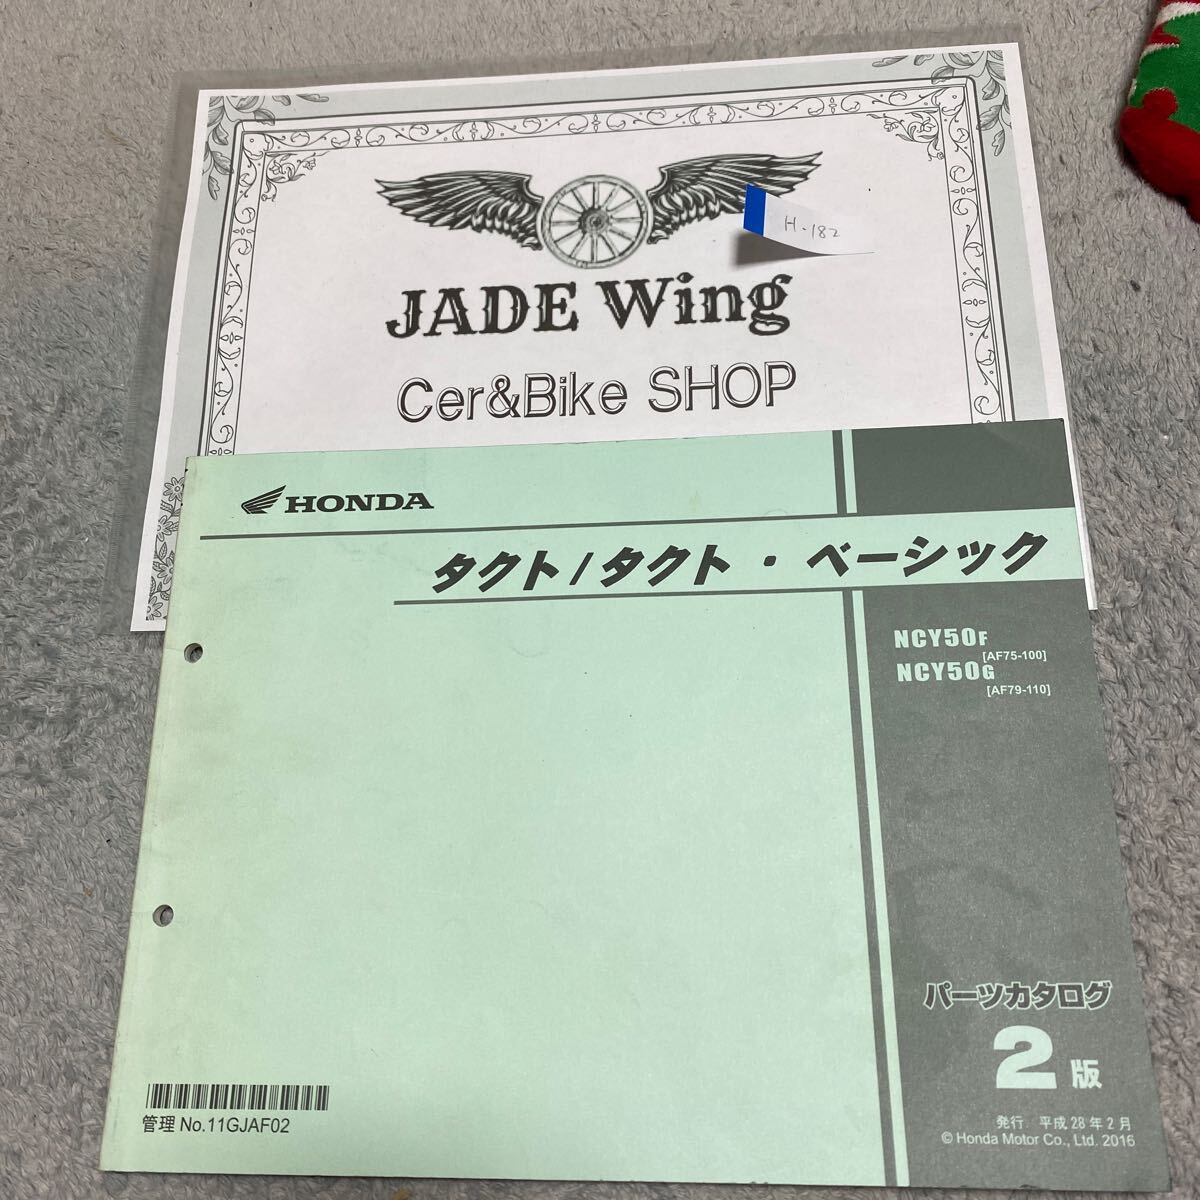 H-182
JADE Wing
Cer&Bike SHOP
HONDA
タクト/タクト・ベーシック
NCY50F
[AF75-100]
NCY50G
[AF79-110]
パーツカタログ
2版
管理 No.11GJAF02
発行 平成28年2月
© Honda Motor Co., Ltd. 2016